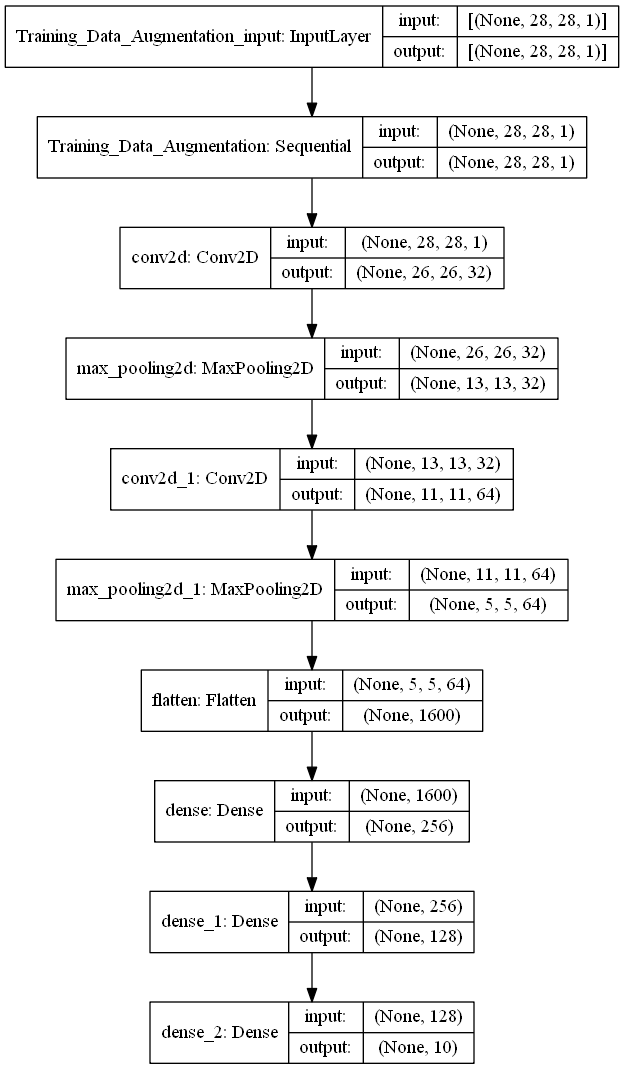 Training_Data_Augmentation_input: InputLayer
input:
[(None, 28, 28, 1)]
output:
[(None, 28, 28, 1)]
Training_Data_Augmentation: Sequential
input:
(None, 28, 28, 1)
output:
(None, 28, 28, 1)
conv2d: Conv2D
input:
(None, 28, 28, 1)
output:
(None, 26, 26, 32)
max_pooling2d: MaxPooling2D
input:
(None, 26, 26, 32)
output:
(None, 13, 13, 32)
conv2d_1: Conv2D
input:
(None, 13, 13, 32)
output:
(None, 11, 11, 64)
max_pooling2d_1: MaxPooling2D
input:
(None, 11, 11, 64)
output:
(None, 5, 5, 64)
flatten: Flatten
input:
(None, 5, 5, 64)
output:
(None, 1600)
dense: Dense
input:
(None, 1600)
output:
(None, 256)
dense_1: Dense
input:
(None, 256)
output:
(None, 128)
dense_2: Dense
input:
(None, 128)
output:
(None, 10)